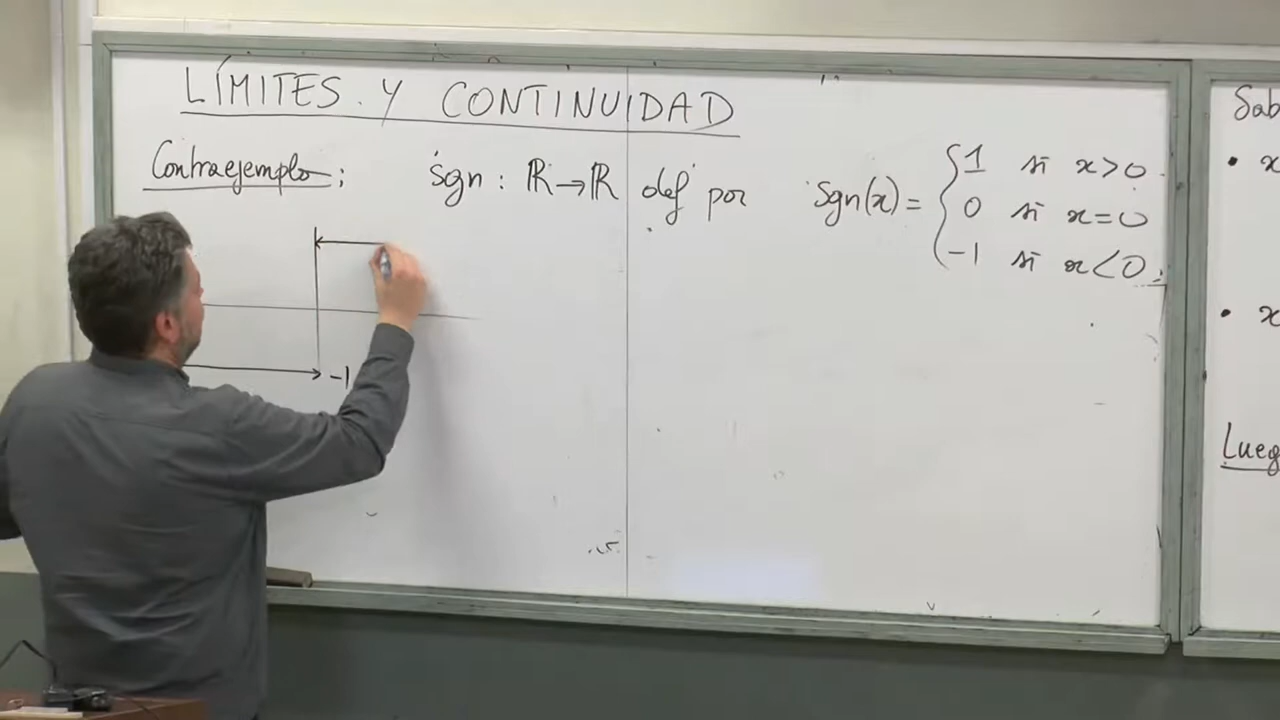 LÍMITES Y CONTINUIDAD
Contraejemplo: sgn : ℝ→ℝ def por sgn(x) = { 1 si x>0
0 si x=0
-1 si x<0.
-1
Sab
• x
• x
Lueg